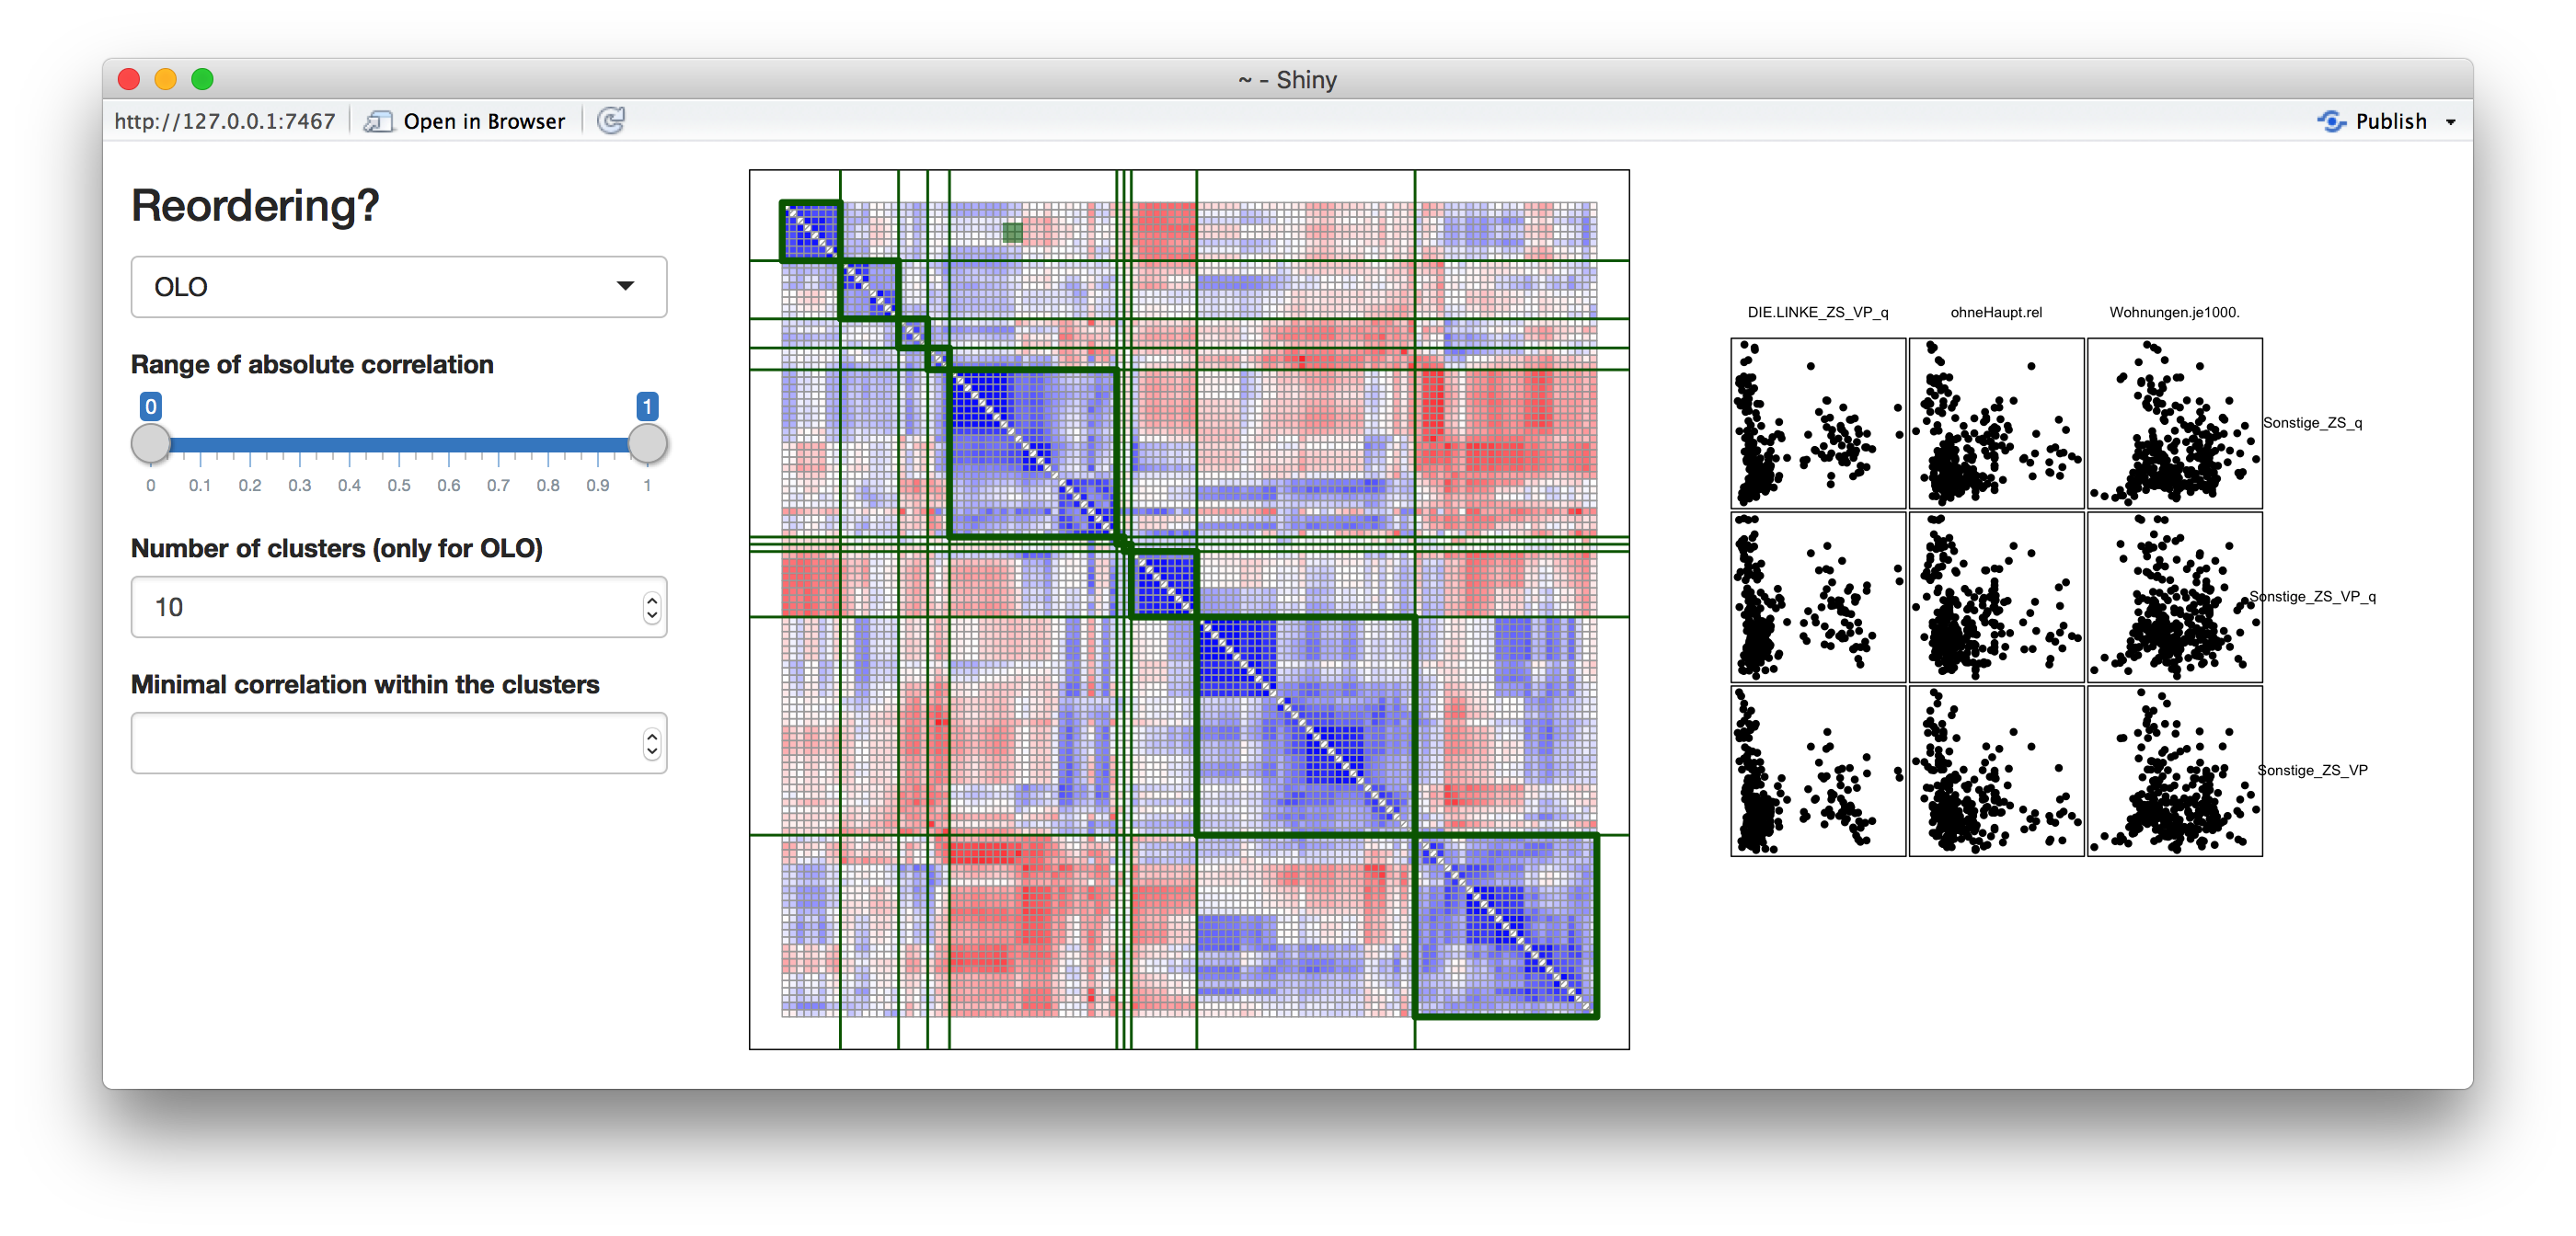 ~ - Shiny
http://127.0.0.1:7467 Open in Browser Publish
Reordering?
OLO
Range of absolute correlation
0 1
0 0.1 0.2 0.3 0.4 0.5 0.6 0.7 0.8 0.9 1
Number of clusters (only for OLO)
10
Minimal correlation within the clusters
DIE.LINKE_ZS_VP_q ohneHaupt.rel Wohnungen.je1000.
Sonstige_ZS_q
Sonstige_ZS_VP_q
Sonstige_ZS_VP